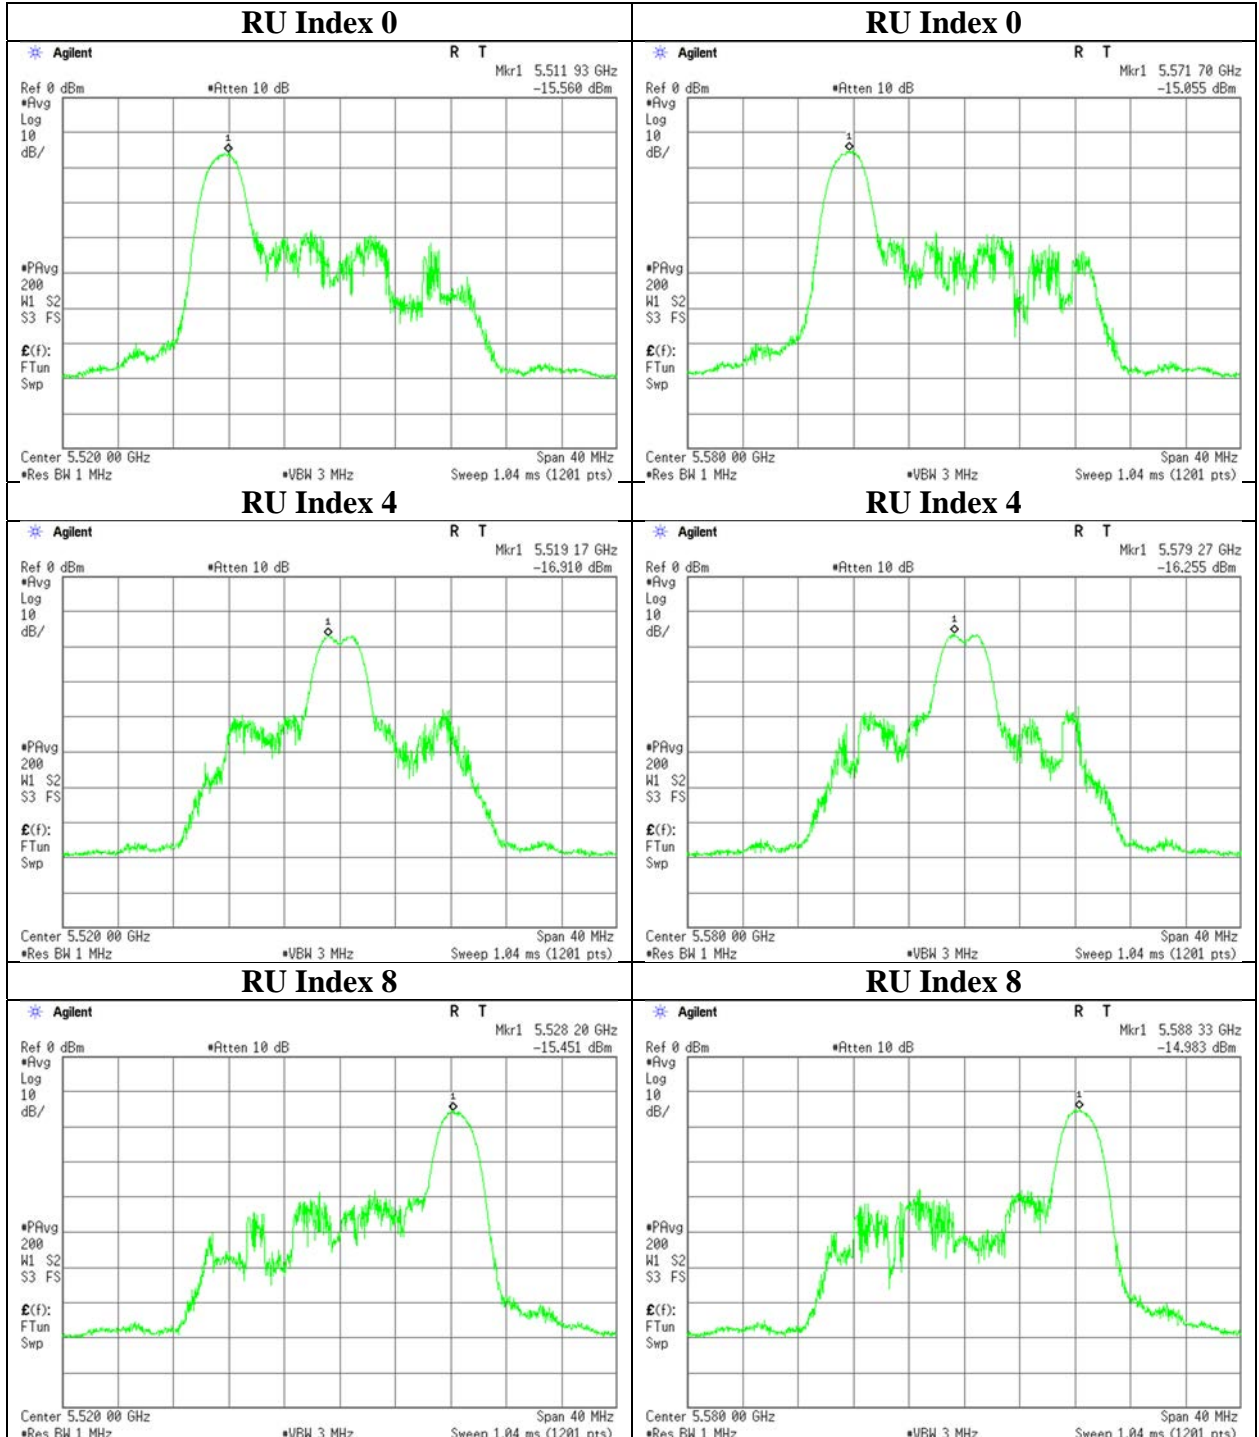 RU Index 0
Agilent R T
Mkr1 5.511 93 GHz
Ref 0 dBm #Atten 10 dB -15.560 dBm
#Avg
Log
10
dB/
1
#PAvg
200
W1 S2
S3 FS
£(f):
FTun
Swp
Center 5.520 00 GHz Span 40 MHz
#Res BW 1 MHz #VBW 3 MHz Sweep 1.04 ms (1201 pts)
RU Index 0
Agilent R T
Mkr1 5.571 70 GHz
Ref 0 dBm #Atten 10 dB -15.055 dBm
#Avg
Log
10
dB/
1
#PAvg
200
W1 S2
S3 FS
£(f):
FTun
Swp
Center 5.580 00 GHz Span 40 MHz
#Res BW 1 MHz #VBW 3 MHz Sweep 1.04 ms (1201 pts)
RU Index 4
Agilent R T
Mkr1 5.519 17 GHz
Ref 0 dBm #Atten 10 dB -16.910 dBm
#Avg
Log
10
dB/
1
#PAvg
200
W1 S2
S3 FS
£(f):
FTun
Swp
Center 5.520 00 GHz Span 40 MHz
#Res BW 1 MHz #VBW 3 MHz Sweep 1.04 ms (1201 pts)
RU Index 4
Agilent R T
Mkr1 5.579 27 GHz
Ref 0 dBm #Atten 10 dB -16.255 dBm
#Avg
Log
10
dB/
1
#PAvg
200
W1 S2
S3 FS
£(f):
FTun
Swp
Center 5.580 00 GHz Span 40 MHz
#Res BW 1 MHz #VBW 3 MHz Sweep 1.04 ms (1201 pts)
RU Index 8
Agilent R T
Mkr1 5.528 20 GHz
Ref 0 dBm #Atten 10 dB -15.451 dBm
#Avg
Log
10
dB/
1
#PAvg
200
W1 S2
S3 FS
£(f):
FTun
Swp
Center 5.520 00 GHz Span 40 MHz
#Res BW 1 MHz #VBW 3 MHz Sweep 1.04 ms (1201 pts)
RU Index 8
Agilent R T
Mkr1 5.588 33 GHz
Ref 0 dBm #Atten 10 dB -14.983 dBm
#Avg
Log
10
dB/
1
#PAvg
200
W1 S2
S3 FS
£(f):
FTun
Swp
Center 5.580 00 GHz Span 40 MHz
#Res BW 1 MHz #VBW 3 MHz Sweep 1.04 ms (1201 pts)